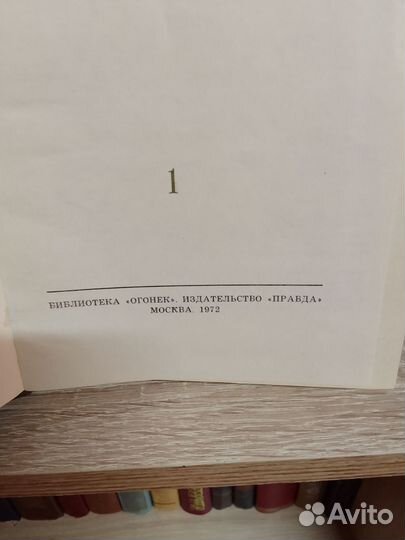 1
БИБЛИОТЕКА «ОГОНЕК». ИЗДАТЕЛЬСТВО «ПРАВДА»
МОСКВА. 1972
Avito